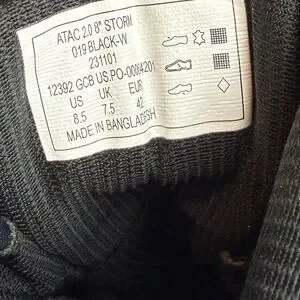 ATAC 2.0 8" STORM
019 BLACK-W
231101
12392 GCB US.PO-00064201
US UK EUR
8.5 7.5 42
MADE IN BANGLADESH